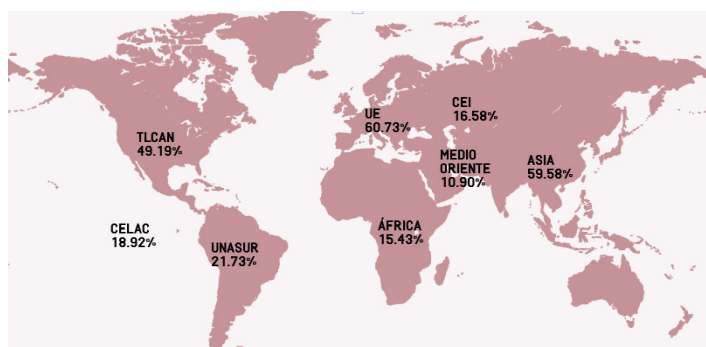 TLCAN
49.19%
CELAC
18.92%
UNASUR
21.73%
UE
60.73%
CEI
16.58%
MEDIO
ORIENTE
10.90%
ASIA
59.58%
ÁFRICA
15.43%